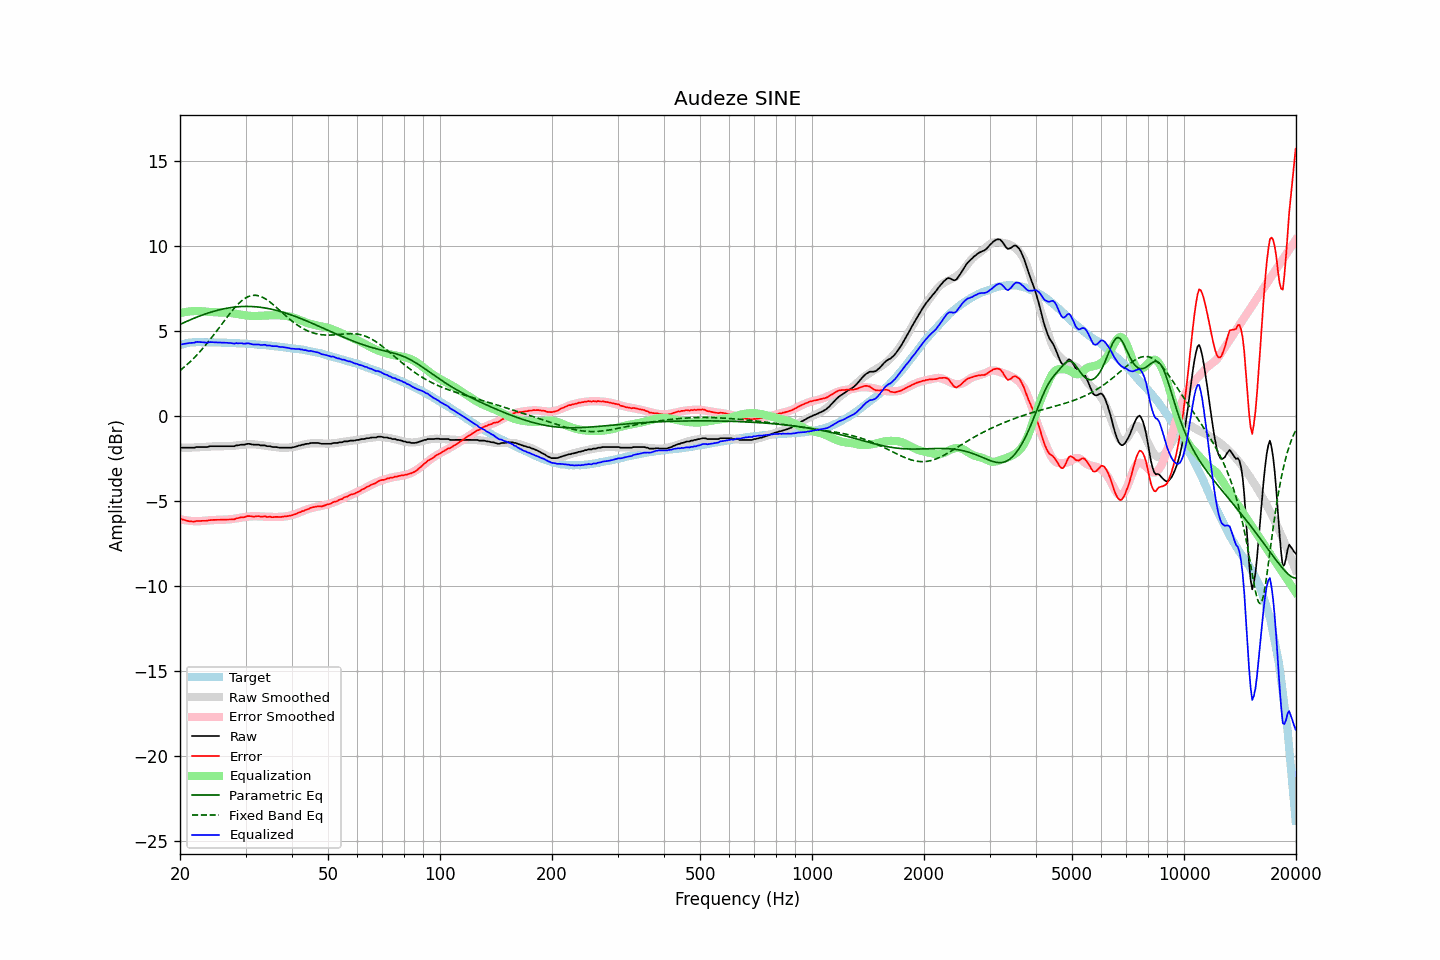 Audeze SINE
Amplitude (dBr)
15
10
5
0
−5
−10
−15
−20
−25
Target
Raw Smoothed
Error Smoothed
Raw
Error
Equalization
Parametric Eq
Fixed Band Eq
Equalized
20 50 100 200 500 1000 2000 5000 10000 20000
Frequency (Hz)